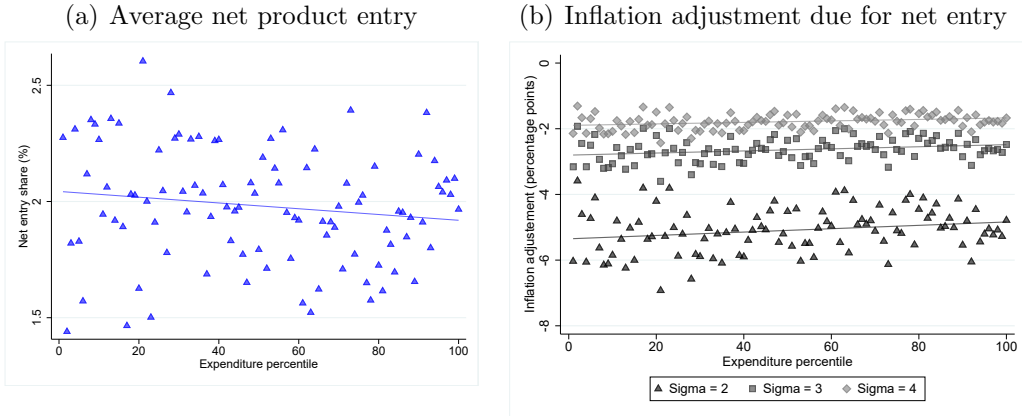 (a) Average net product entry
Net entry share (%)
2.5
2
1.5
0 20 40 60 80 100
Expenditure percentile
(b) Inflation adjustment due for net entry
Inflation adjustement (percentage points)
0
-2
-4
-6
-8
0 20 40 60 80 100
Expenditure percentile
Sigma = 2 Sigma = 3 Sigma = 4